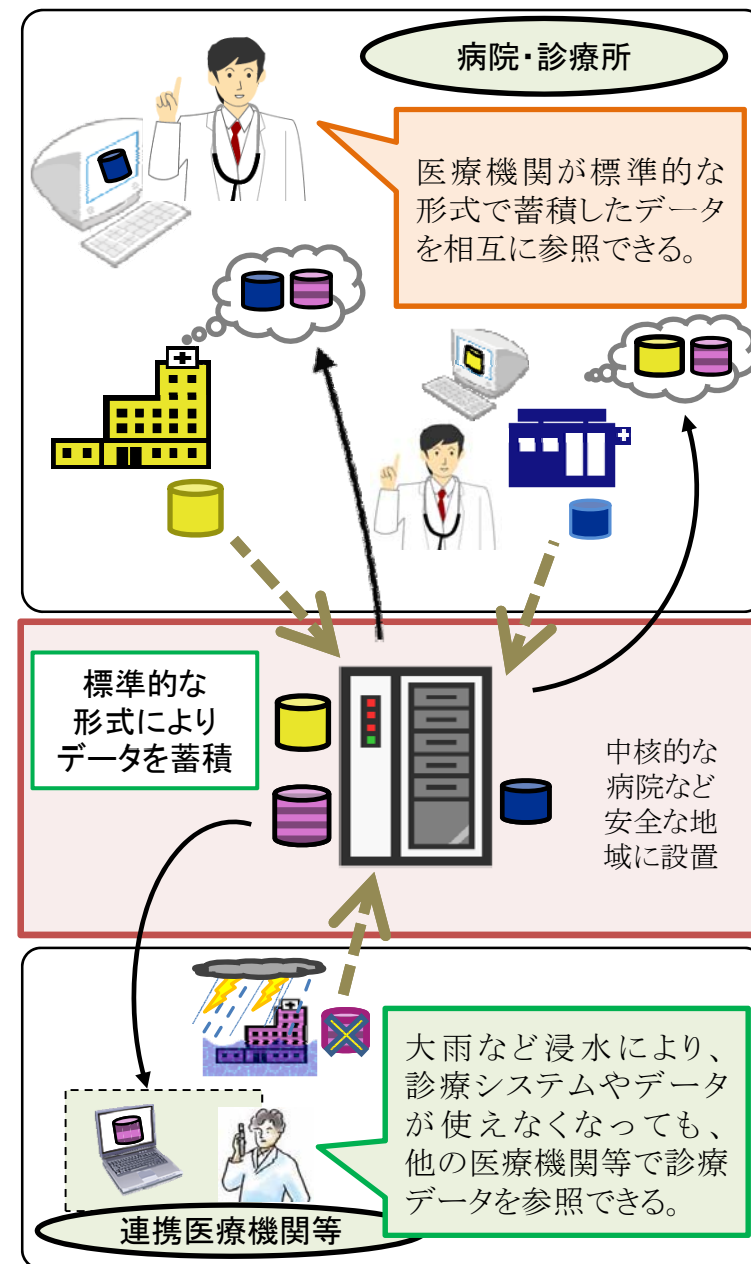 病院・診療所
医療機関が標準的な
形式で蓄積したデータ
を相互に参照できる。
標準的な
形式により
データを蓄積
中核的な
病院など
安全な地
域に設置
大雨など浸水により、
診療システムやデータ
が使えなくなっても、
他の医療機関等で診療
データを参照できる。
連携医療機関等